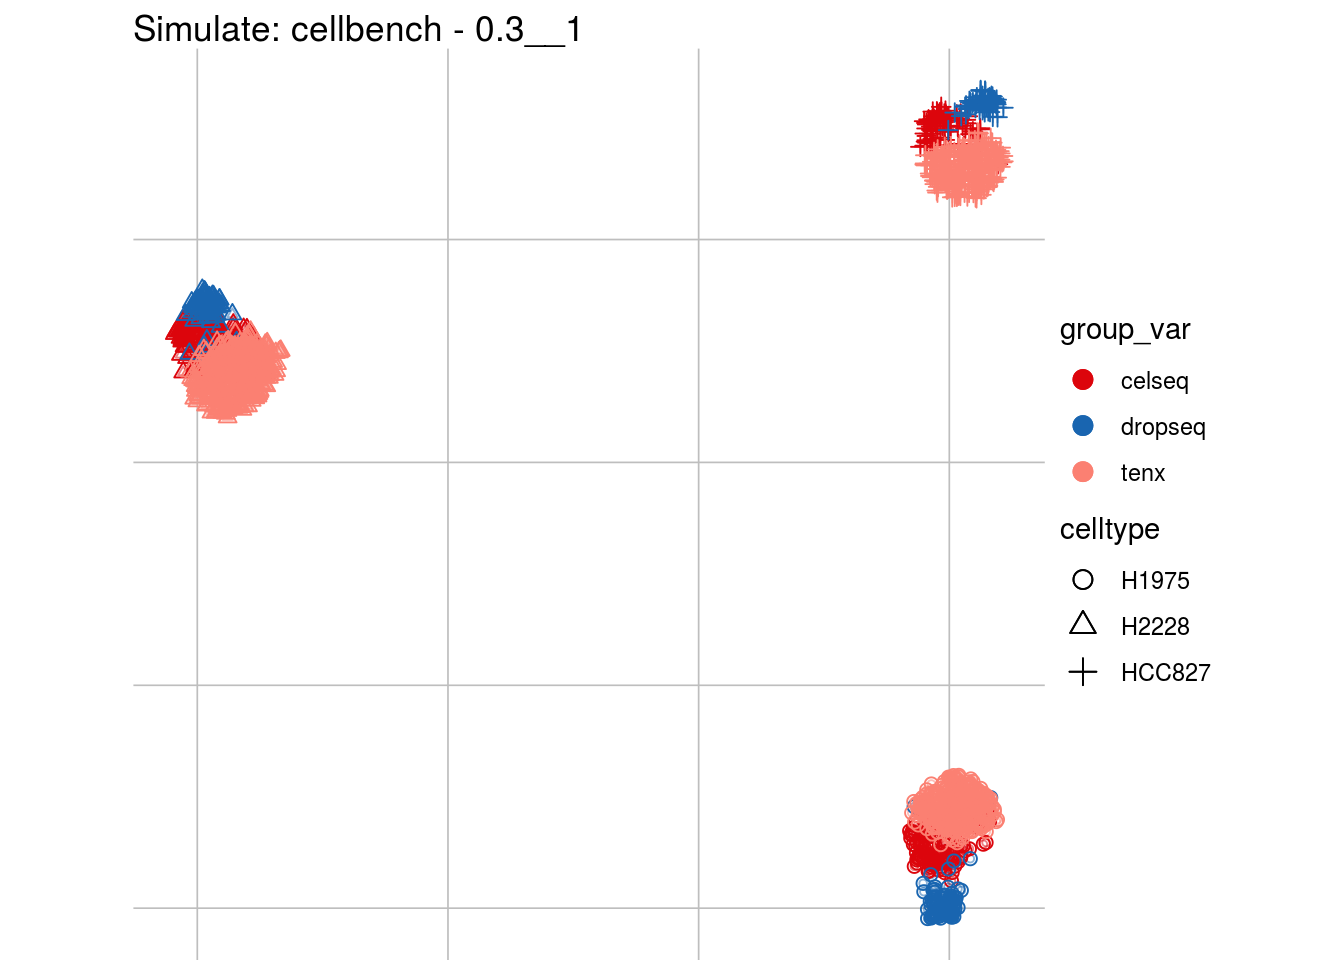 Simulate: cellbench - 0.3__1
group_var
celseq
dropseq
tenx
celltype
H1975
H2228
HCC827